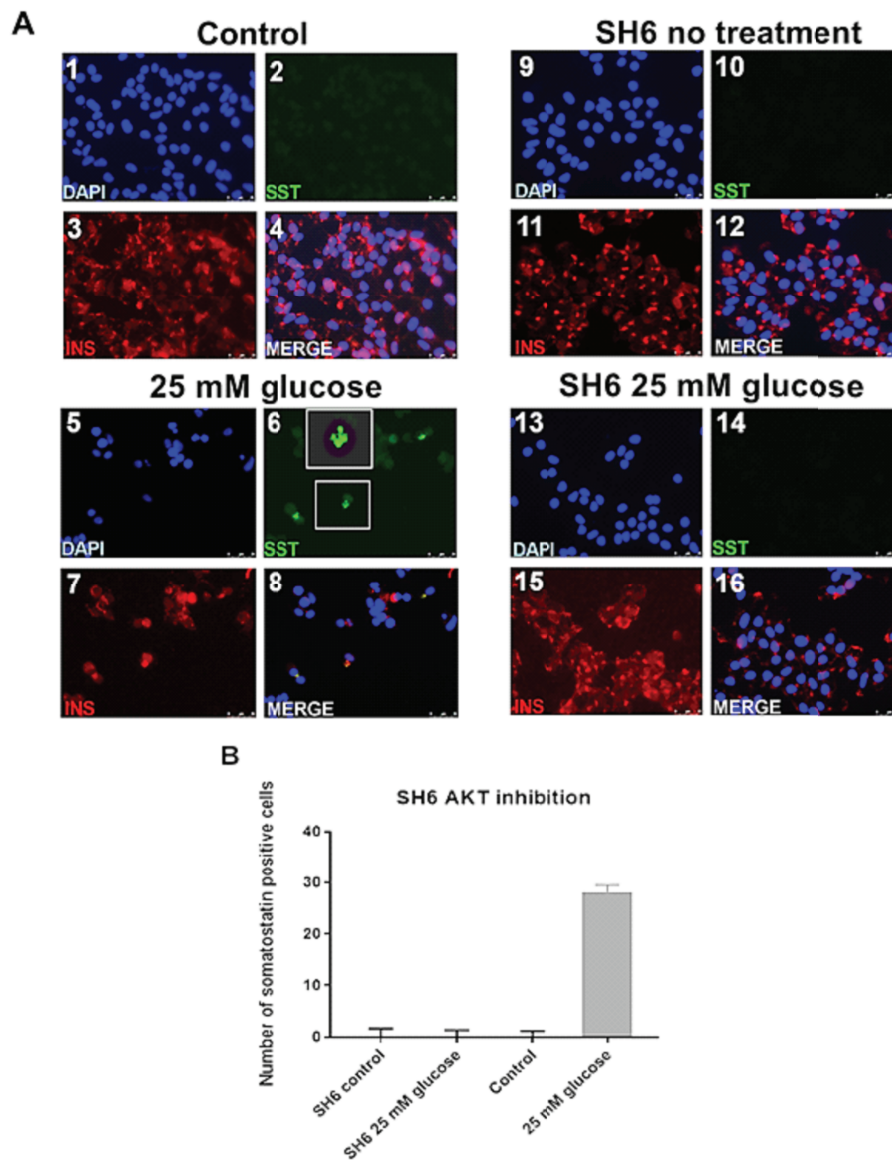 A
Control
SH6 no treatment
1
2
9
10
DAPI
SST
DAPI
SST
3
4
11
12
INS
MERGE
INS
MERGE
25 mM glucose
SH6 25 mM glucose
5
6
13
14
DAPI
SST
DAPI
SST
7
8
15
16
INS
MERGE
INS
MERGE
B
SH6 AKT inhibition
Number of somatostatin positive cells
40
30
20
10
0
SH6 control
SH6 25 mM glucose
Control
25 mM glucose